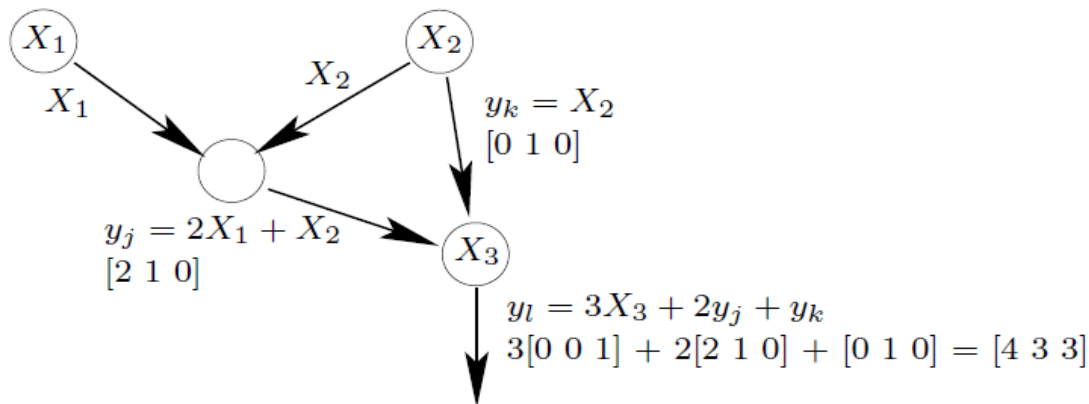 X₁
X₂
X₁
X₂
yₖ = X₂
[0 1 0]
yⱼ = 2X₁ + X₂
[2 1 0]
X₃
yₗ = 3X₃ + 2yⱼ + yₖ
3[0 0 1] + 2[2 1 0] + [0 1 0] = [4 3 3]